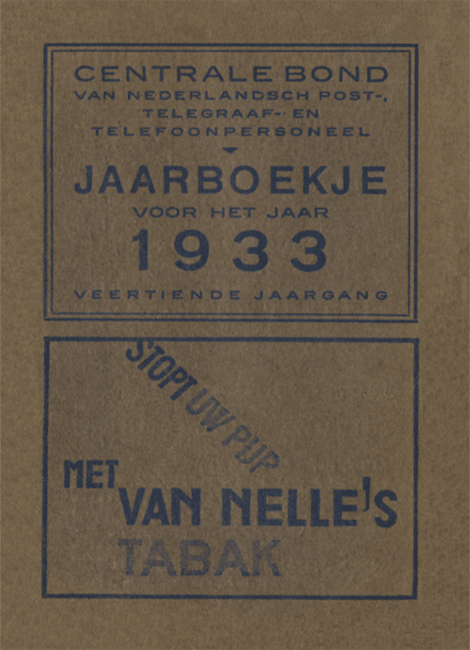 CENTRALE BOND
VAN NEDERLANDSCH POST-,
TELEGRAAF- EN
TELEFOONPERSONEEL
JAARBOEKJE
VOOR HET JAAR
1933
VEERTIENDE JAARGANG
STOPT UW PIJP
MET
VAN NELLE'S
TABAK